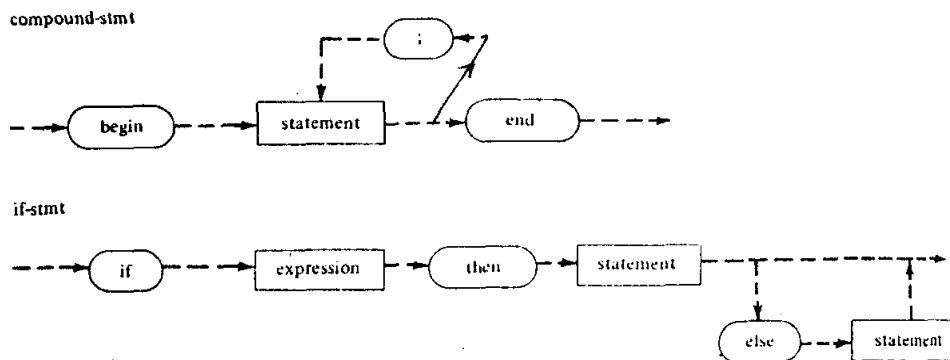 compound-stmt
;
begin
statement
end
if-stmt
if
expression
then
statement
else
statement